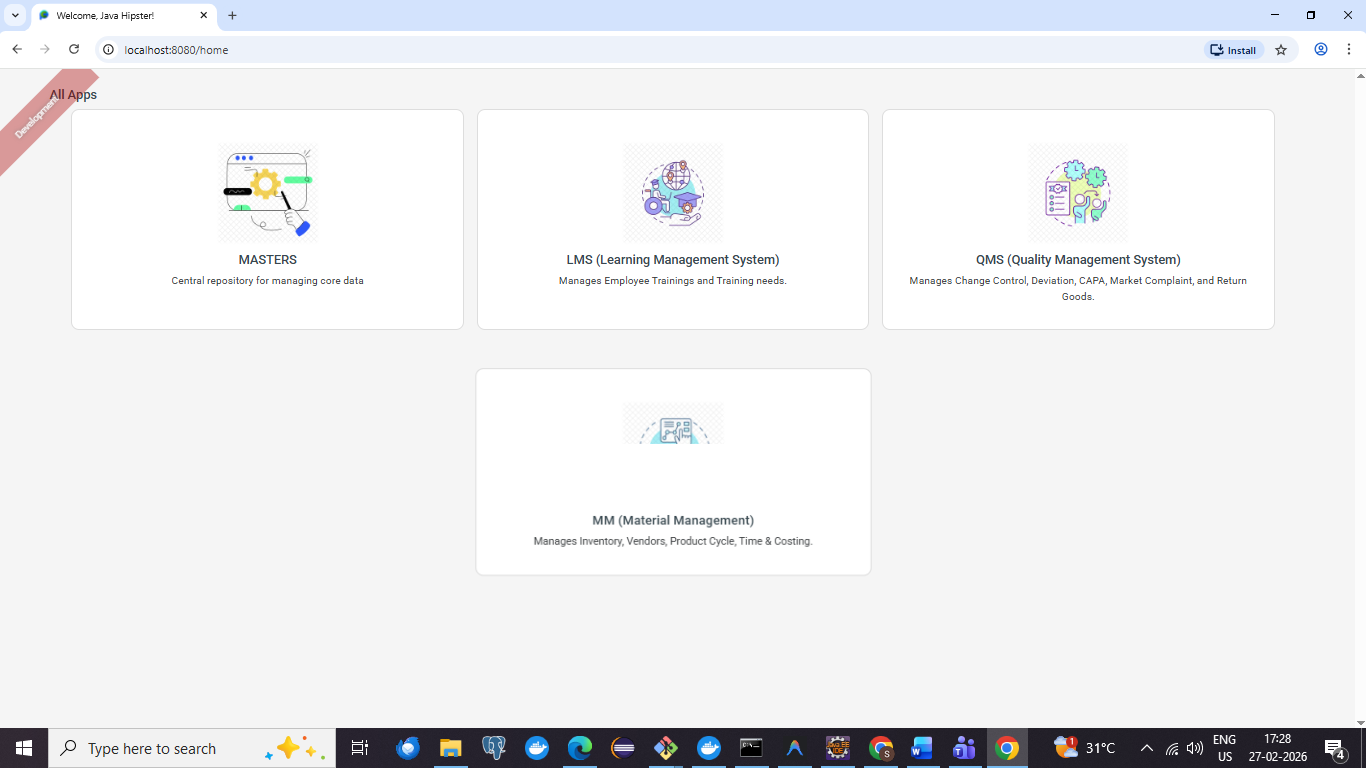 Welcome, Java Hipster!
localhost:8080/home
Install
Development
All Apps
MASTERS
Central repository for managing core data
LMS (Learning Management System)
Manages Employee Trainings and Training needs.
QMS (Quality Management System)
Manages Change Control, Deviation, CAPA, Market Complaint, and Return
Goods.
MM (Material Management)
Manages Inventory, Vendors, Product Cycle, Time & Costing.
Type here to search
1
31°C
ENG
US
17:28
27-02-2026
4